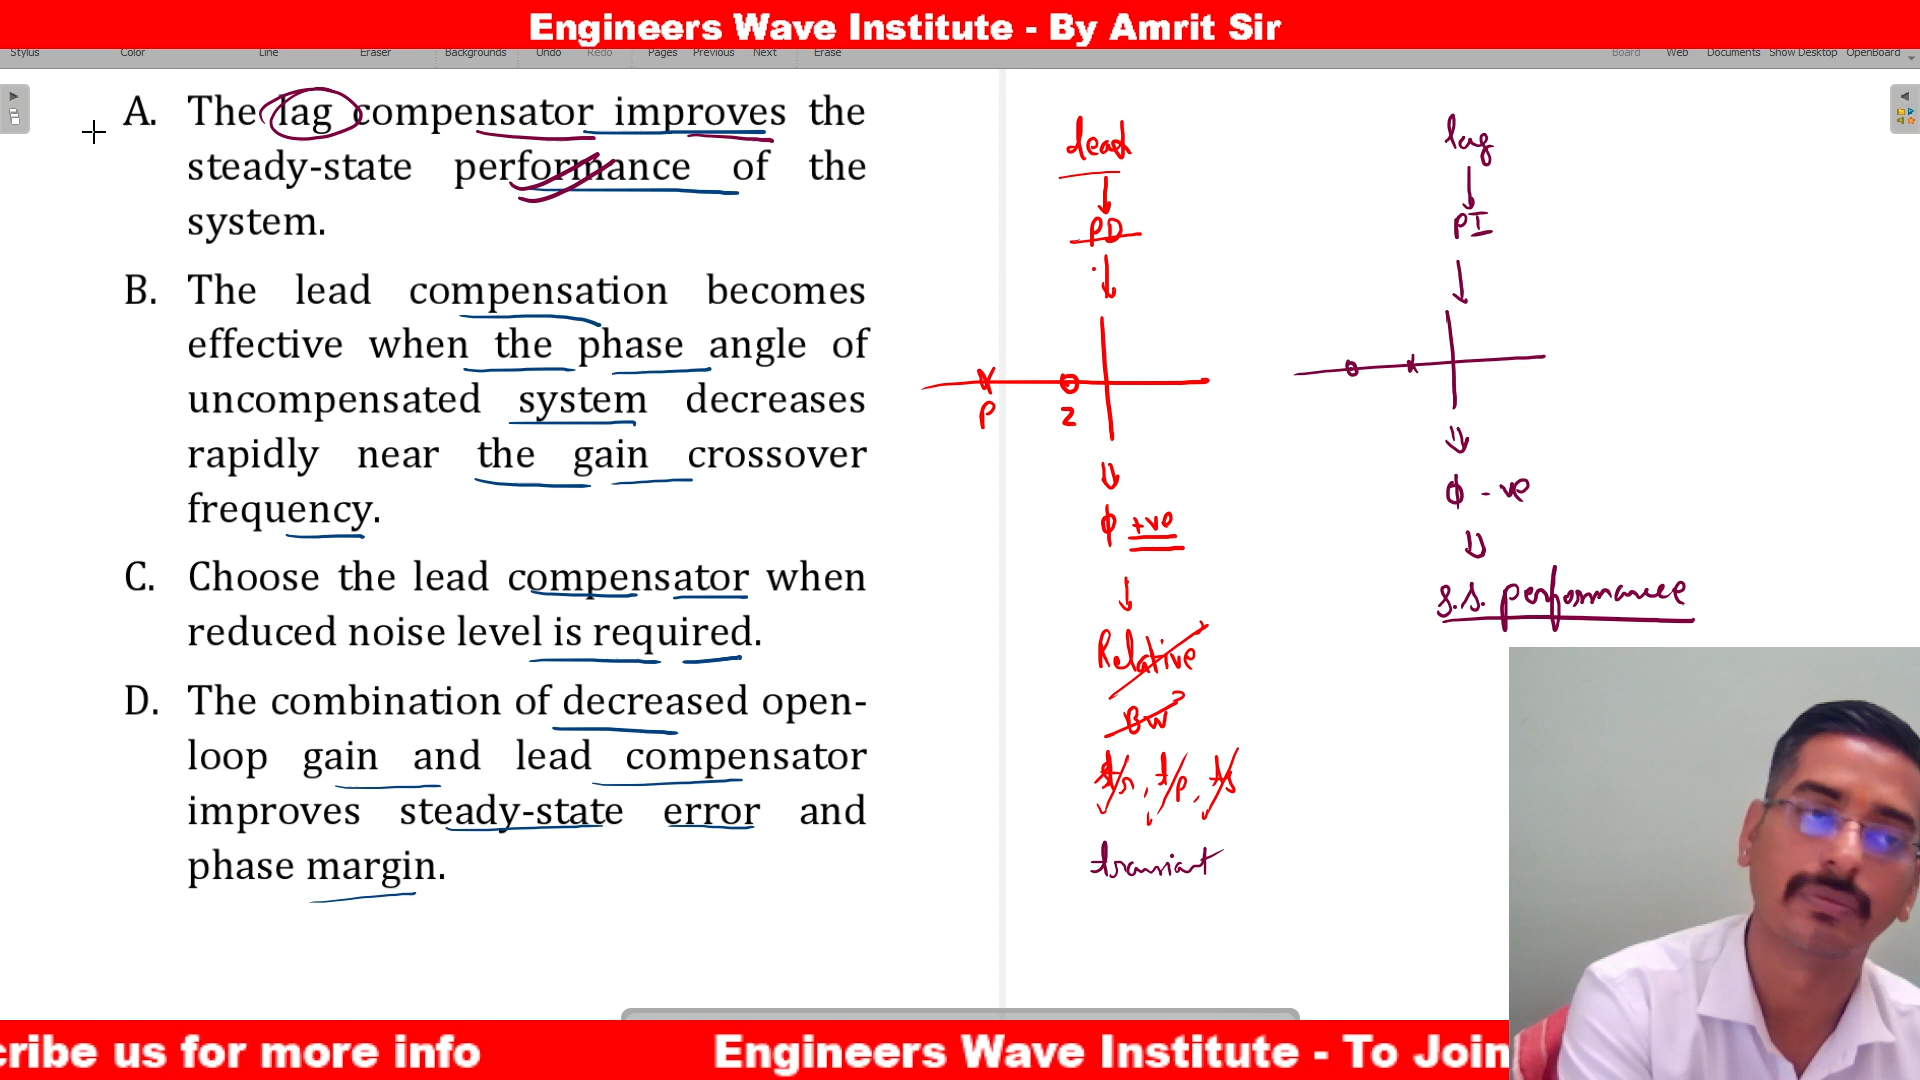 Engineers Wave Institute - By Amrit Sir
Stylus Color Line Eraser Backgrounds Undo Redo Pages Previous Next Erase Board Web Documents Show Desktop OpenBoard
A. The lag compensator improves the
steady-state performance of the
system.
B. The lead compensation becomes
effective when the phase angle of
uncompensated system decreases
rapidly near the gain crossover
frequency.
C. Choose the lead compensator when
reduced noise level is required.
D. The combination of decreased open-
loop gain and lead compensator
improves steady-state error and
phase margin.
lead
PD
P Z
ϕ +ve
Relative
BW
tr, tp, ts
transient
lag
PI
ϕ -ve
s.s. performance
cribe us for more info Engineers Wave Institute - To Join